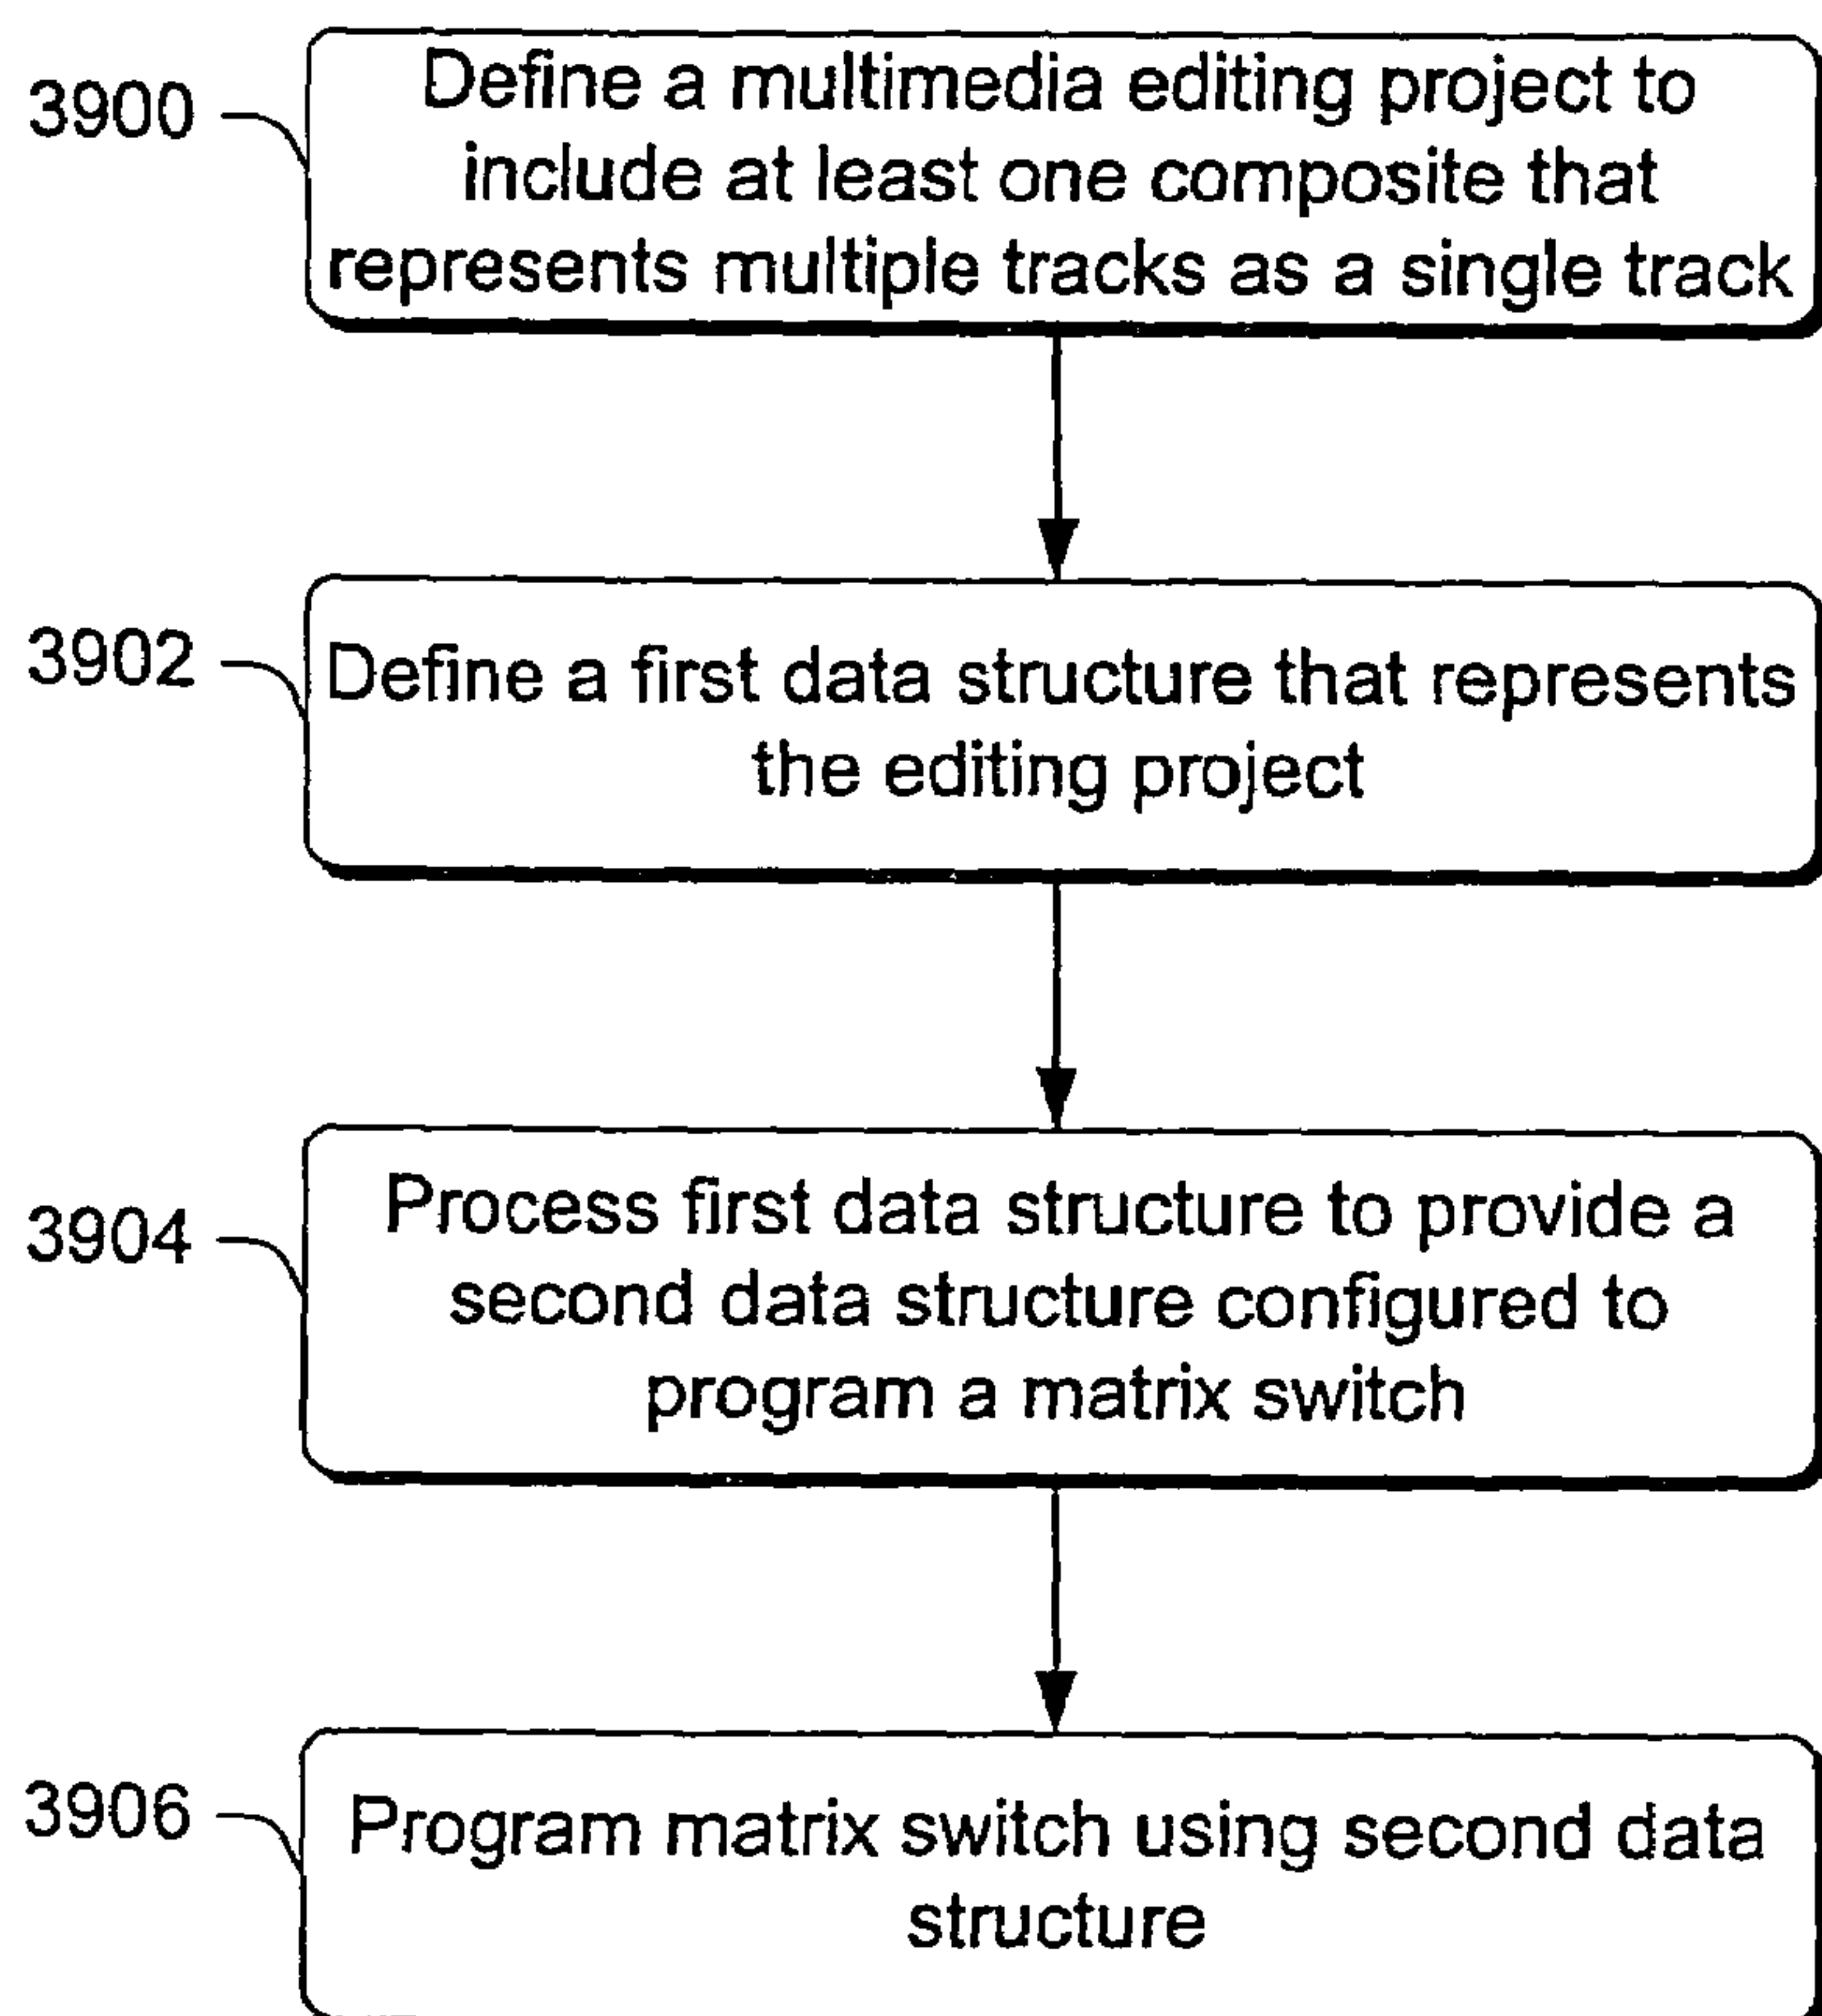 3900
Define a multimedia editing project to
include at least one composite that
represents multiple tracks as a single track
3902
Define a first data structure that represents
the editing project
3904
Process first data structure to provide a
second data structure configured to
program a matrix switch
3906
Program matrix switch using second data
structure